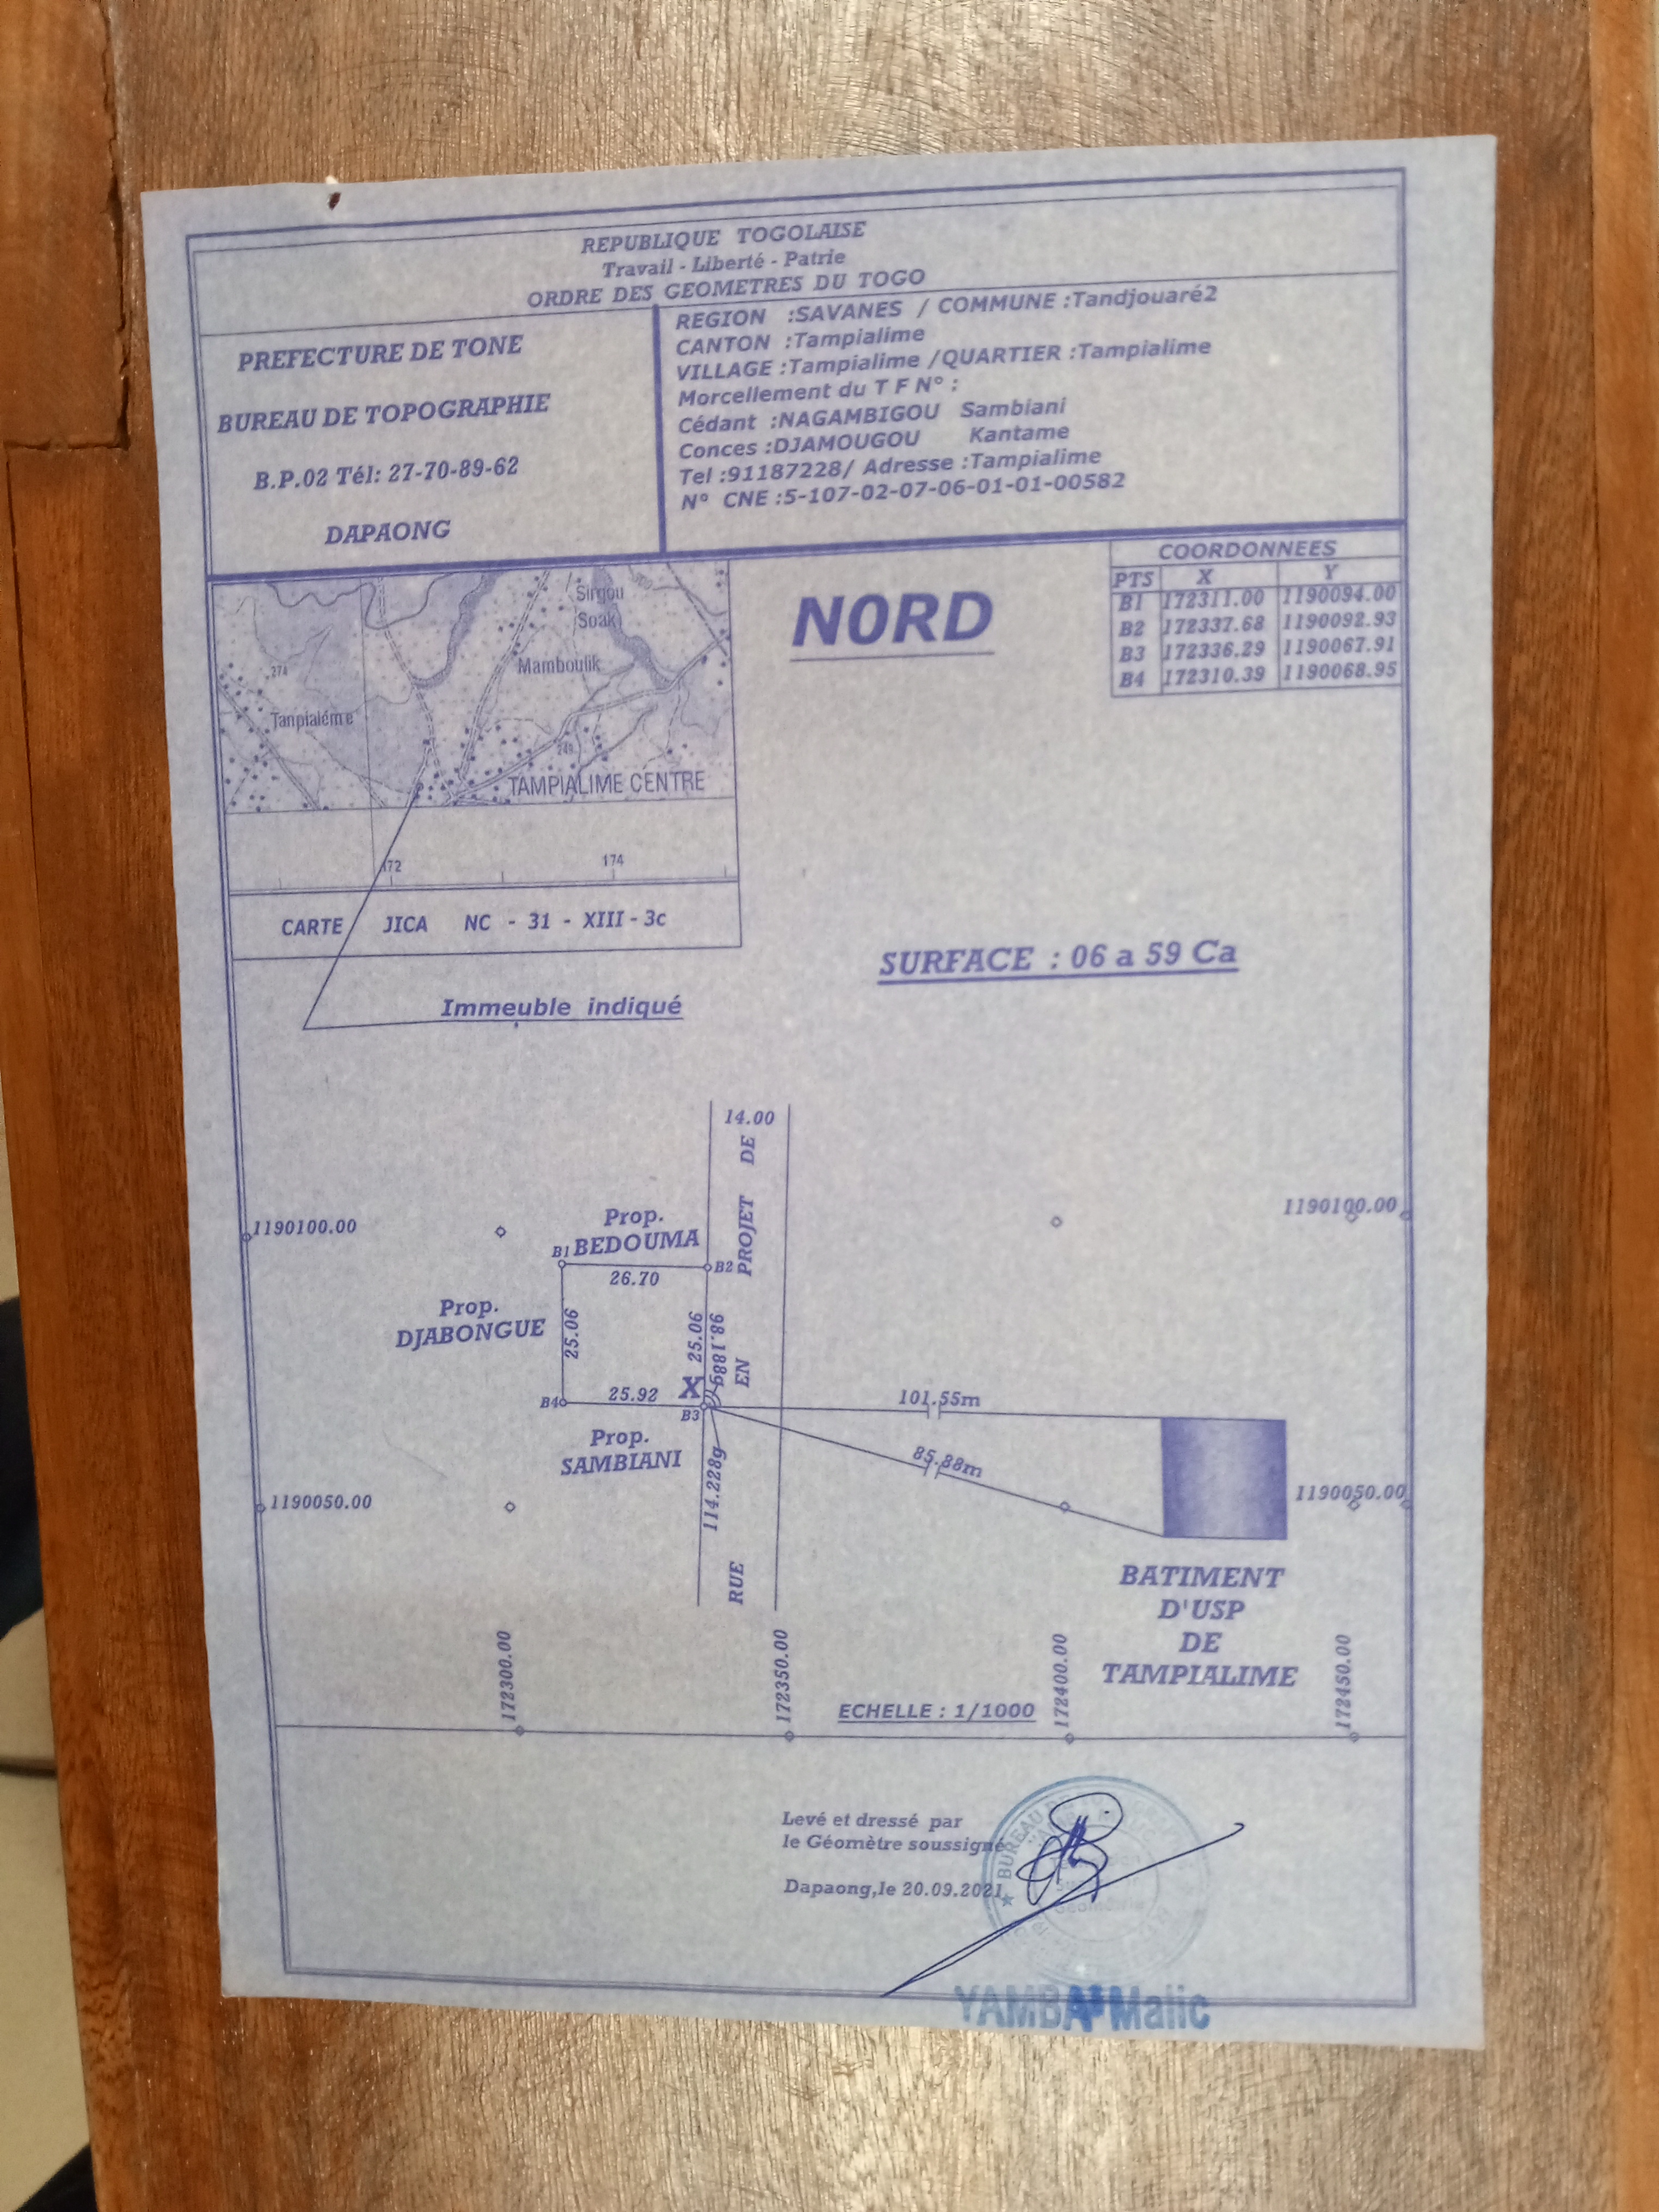 REPUBLIQUE TOGOLAISE
Travail - Liberté - Patrie
ORDRE DES GEOMETRES DU TOGO
PREFECTURE DE TONE
BUREAU DE TOPOGRAPHIE
B.P.02 Tél: 27-70-89-62
DAPAONG
REGION :SAVANES / COMMUNE :Tandjouaré2
CANTON :Tampialime
VILLAGE :Tampialime /QUARTIER :Tampialime
Morcellement du T F N° :
Cédant :NAGAMBIGOU Sambiani
Conces :DJAMOUGOU Kantame
Tel :91187228/ Adresse :Tampialime
N° CNE :5-107-02-07-06-01-01-00582
COORDONNEES
PTS X Y
B1 172311.00 1190094.00
B2 172337.68 1190092.93
B3 172336.29 1190067.91
B4 172310.39 1190068.95
NORD
Sirgou
Soak
Mamboulik
274
Tanpialéme
249
TAMPIALIME CENTRE
172 174
CARTE JICA NC - 31 - XIII - 3c
Immeuble indiqué
SURFACE : 06 a 59 Ca
14.00
RUE EN PROJET DE
1190100.00
1190100.00
Prop.
BEDOUMA
B1
B2
26.70
Prop.
DJABONGUE
25.06
25.06
98.188g
X
B4
25.92
B3
Prop.
SAMBIANI
114.228g
101.55m
85.88m
1190050.00
1190050.00
BATIMENT
D'USP
DE
TAMPIALIME
172300.00
172350.00
172400.00
172450.00
ECHELLE : 1/1000
Levé et dressé par
le Géomètre soussigné
Dapaong,le 20.09.2021
BUREAU DE
Géomètre
YAMBA Malic